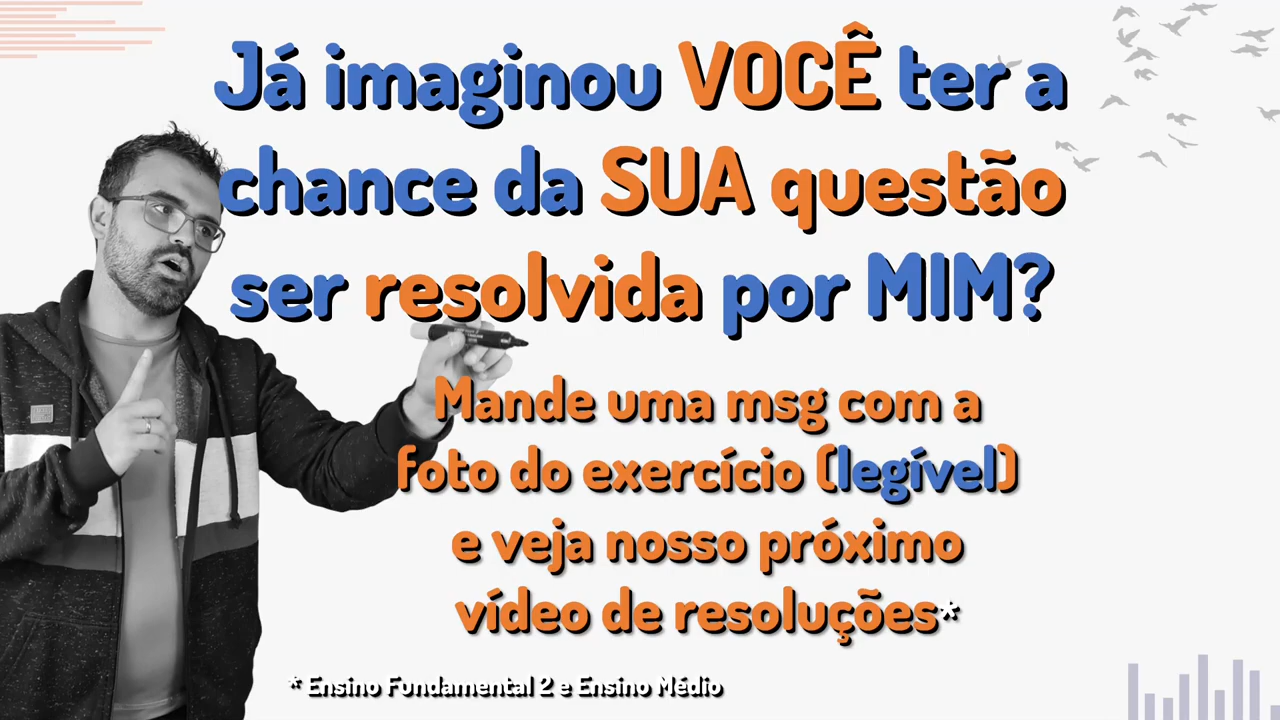 Já imaginou VOCÊ ter a
chance da SUA questão
ser resolvida por MIM?
Mande uma msg com a
foto do exercício (legível)
e veja nosso próximo
vídeo de resoluções*
* Ensino Fundamental 2 e Ensino Médio